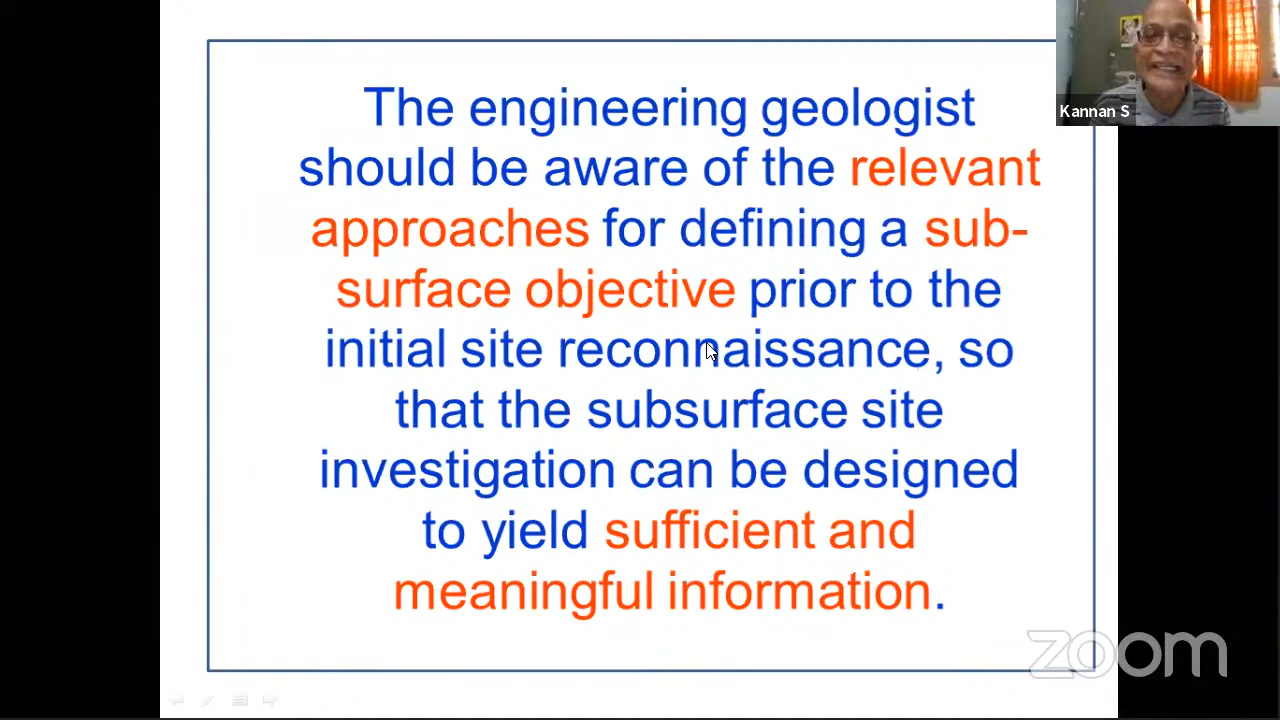 The engineering geologist
should be aware of the relevant
approaches for defining a sub-
surface objective prior to the
initial site reconnaissance, so
that the subsurface site
investigation can be designed
to yield sufficient and
meaningful information.
Kannan S
zoom